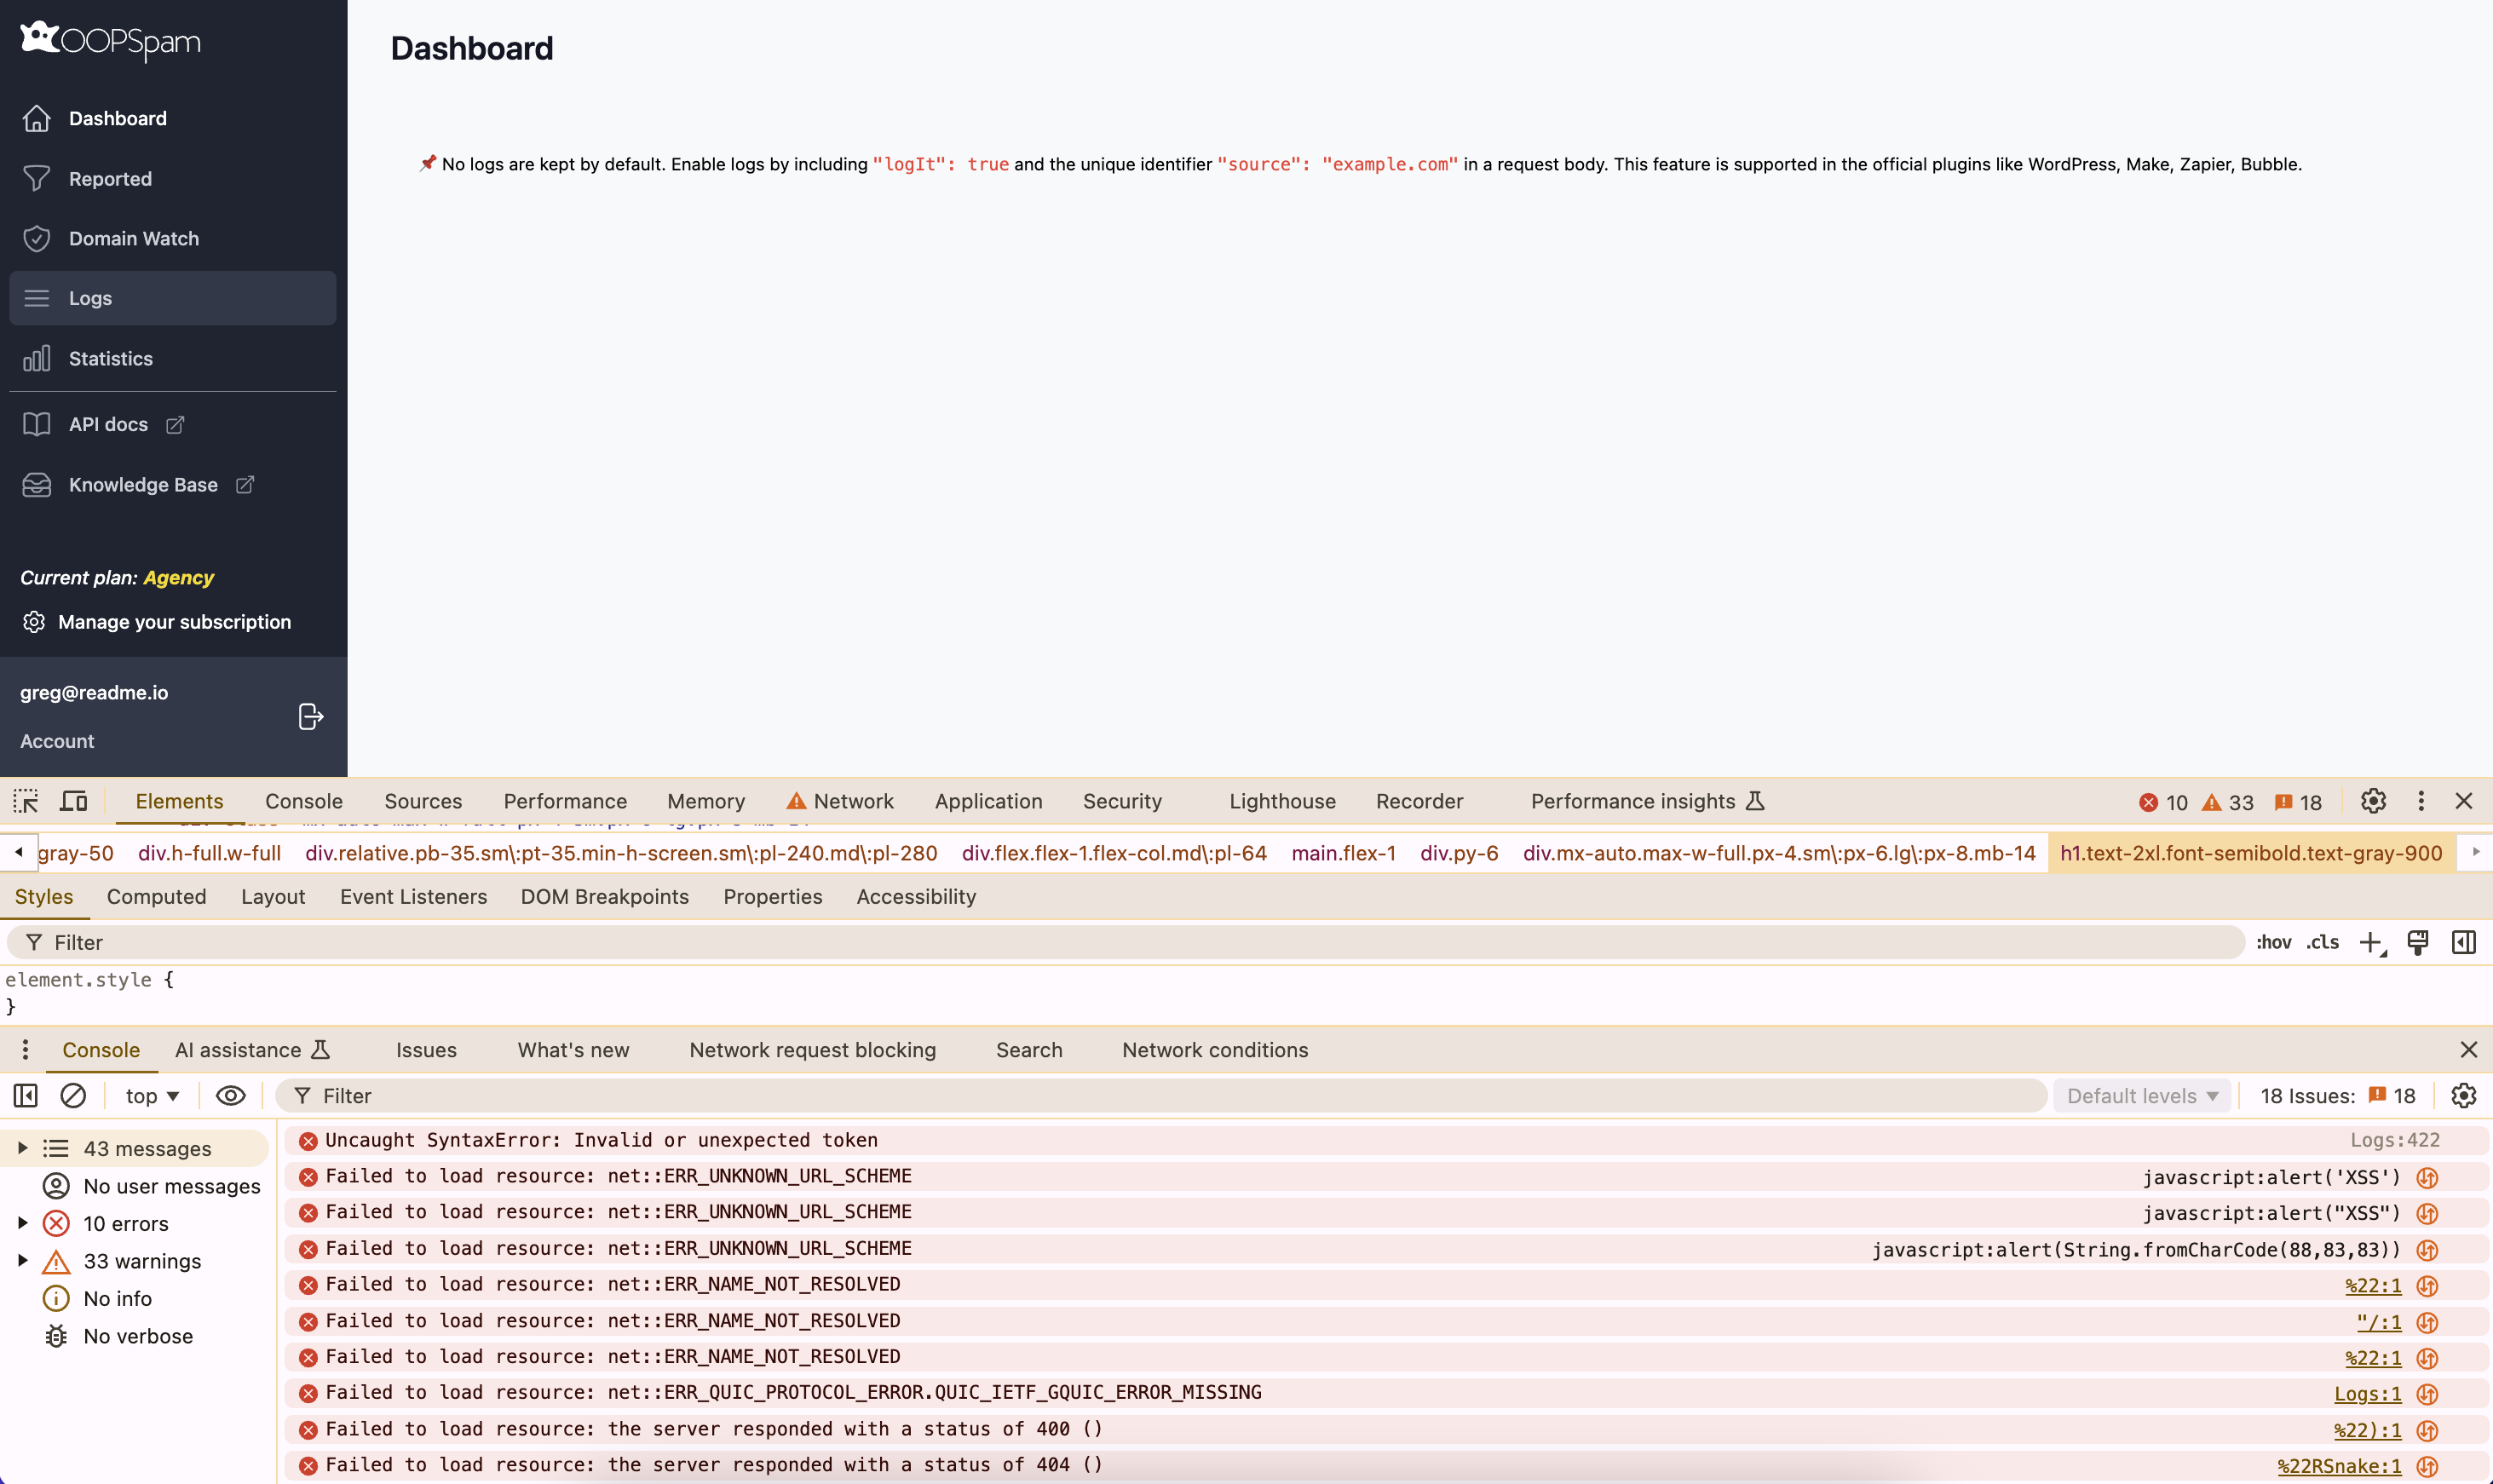 OOPSpam
Dashboard
Reported
Domain Watch
Logs
Statistics
API docs
Knowledge Base
Current plan: Agency
Manage your subscription
greg@readme.io
Account
Dashboard
No logs are kept by default. Enable logs by including "logIt": true and the unique identifier "source": "example.com" in a request body. This feature is supported in the official plugins like WordPress, Make, Zapier, Bubble.
Elements Console Sources Performance Memory Network Application Security Lighthouse Recorder Performance insights 10 33 18
gray-50 div.h-full.w-full div.relative.pb-35.sm\:pt-35.min-h-screen.sm\:pl-240.md\:pl-280 div.flex.flex-1.flex-col.md\:pl-64 main.flex-1 div.py-6 div.mx-auto.max-w-full.px-4.sm\:px-6.lg\:px-8.mb-14 h1.text-2xl.font-semibold.text-gray-900
Styles Computed Layout Event Listeners DOM Breakpoints Properties Accessibility
Filter :hov .cls
element.style {
}
Console AI assistance Issues What's new Network request blocking Search Network conditions
top Filter Default levels 18 Issues: 18
43 messages
No user messages
10 errors
33 warnings
No info
No verbose
Uncaught SyntaxError: Invalid or unexpected token Logs:422
Failed to load resource: net::ERR_UNKNOWN_URL_SCHEME javascript:alert('XSS')
Failed to load resource: net::ERR_UNKNOWN_URL_SCHEME javascript:alert("XSS")
Failed to load resource: net::ERR_UNKNOWN_URL_SCHEME javascript:alert(String.fromCharCode(88,83,83))
Failed to load resource: net::ERR_NAME_NOT_RESOLVED %22:1
Failed to load resource: net::ERR_NAME_NOT_RESOLVED "/:1
Failed to load resource: net::ERR_NAME_NOT_RESOLVED %22:1
Failed to load resource: net::ERR_QUIC_PROTOCOL_ERROR.QUIC_IETF_GQUIC_ERROR_MISSING Logs:1
Failed to load resource: the server responded with a status of 400 () %22):1
Failed to load resource: the server responded with a status of 404 () %22RSnake:1